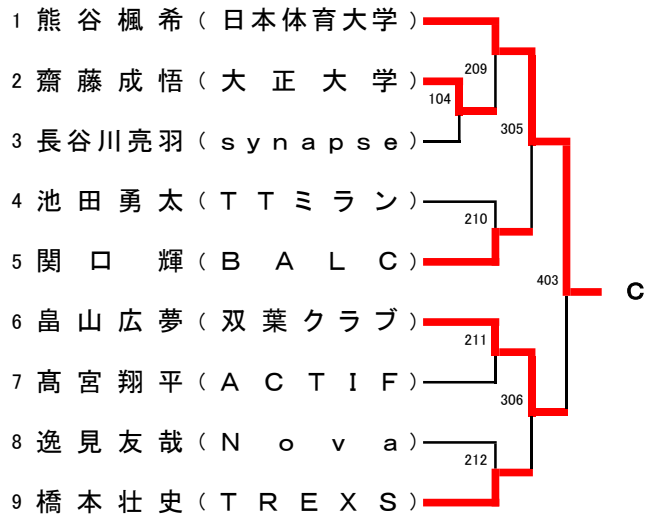 1 熊谷楓希(日本体育大学)
209
2 齋藤成悟(大正大学)
104
305
3 長谷川亮羽(synapse)
4 池田勇太(TTミラン)
210
5 関口 輝(BALC)
403
C
6 畠山広夢(双葉クラブ)
211
7 髙宮翔平(ACTIF)
306
8 逸見友哉(Nova)
212
9 橋本壮史(TREXS)